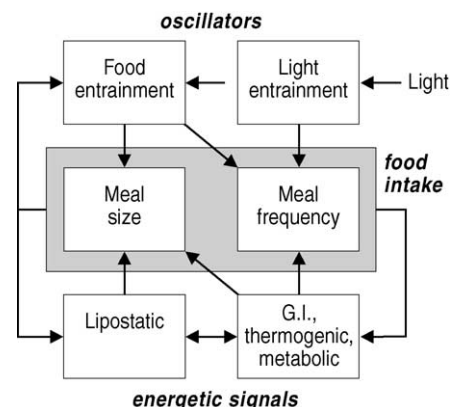 oscillators
Food
entrainment
Light
entrainment
Light
food
intake
Meal
size
Meal
frequency
Lipostatic
G.I.,
thermogenic,
metabolic
energetic signals